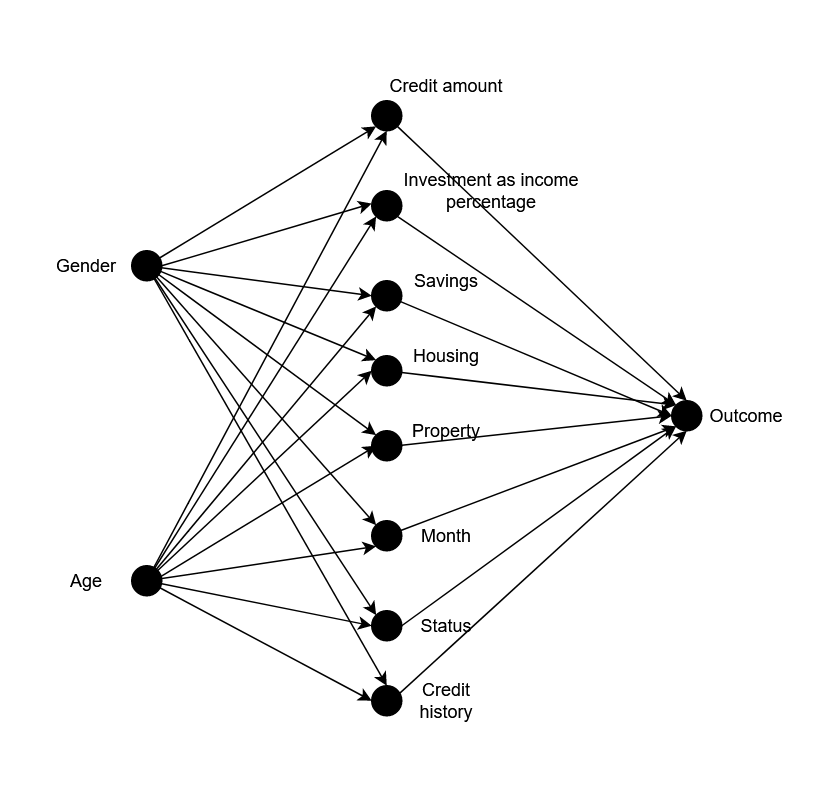 Credit amount
Investment as income
percentage
Gender
Savings
Housing
Outcome
Property
Month
Age
Status
Credit
history